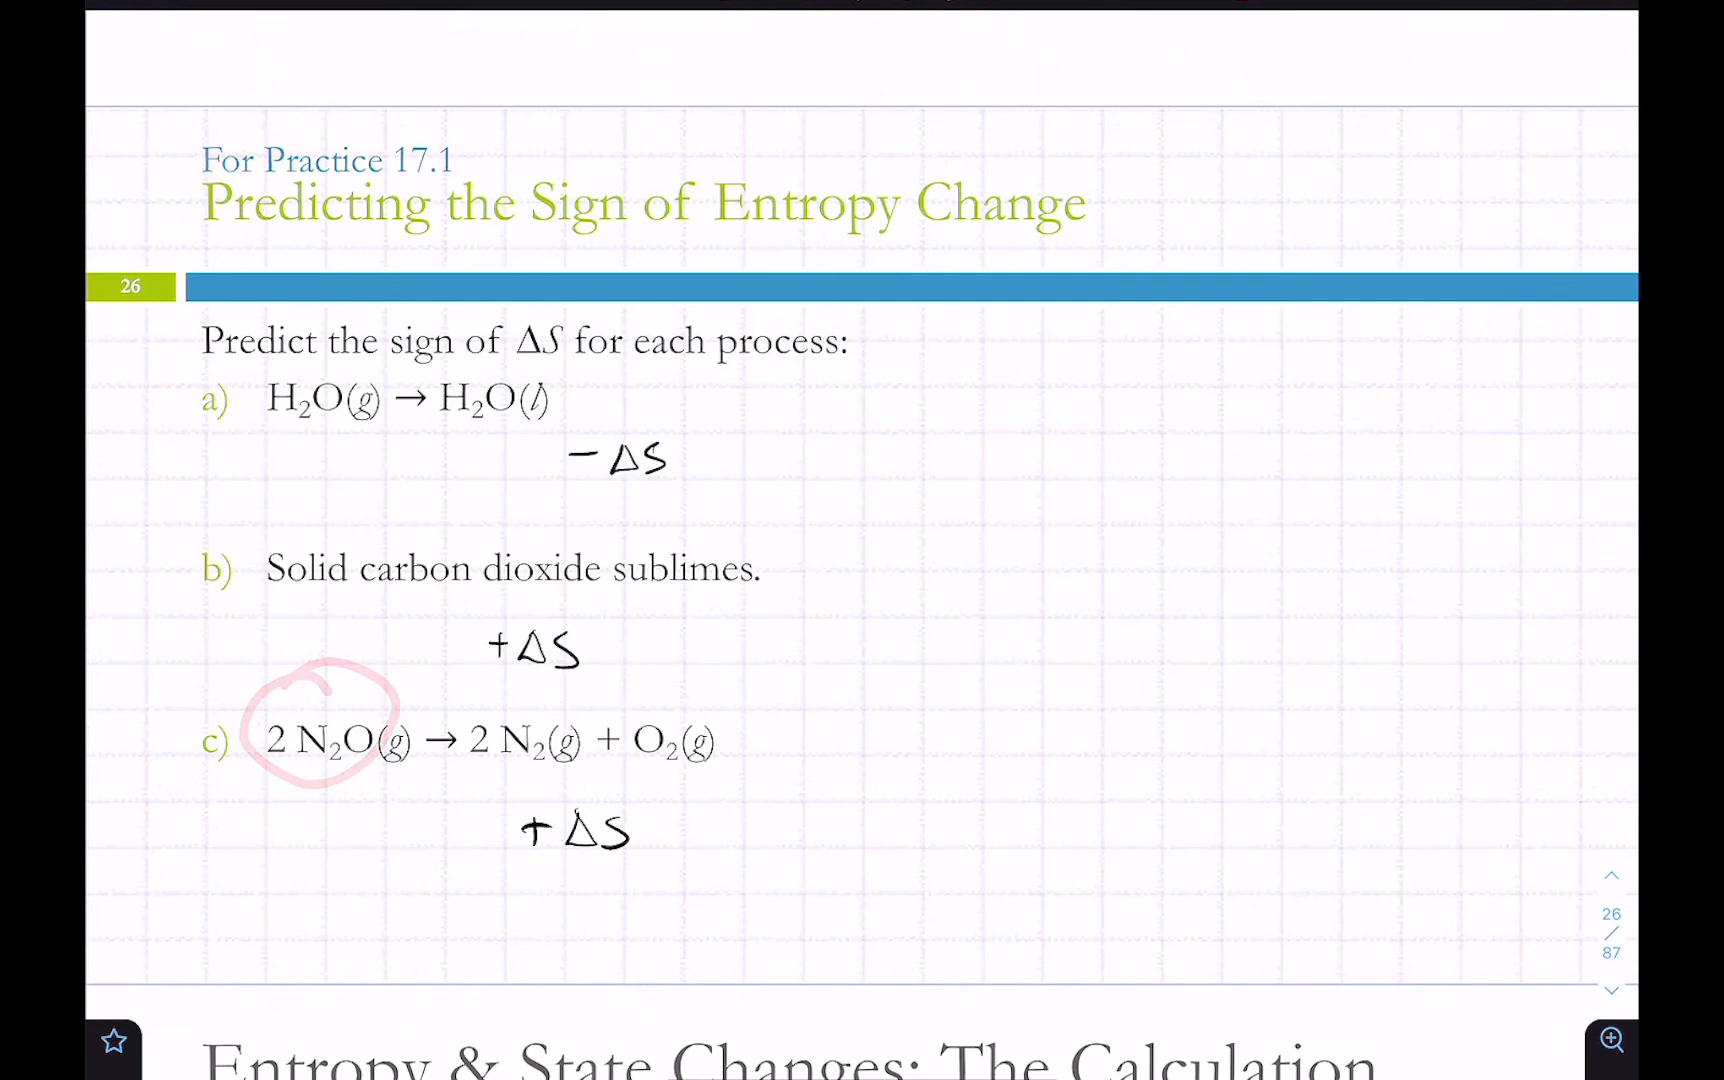 For Practice 17.1
Predicting the Sign of Entropy Change
26
Predict the sign of ΔS for each process:
a) H₂O(g) → H₂O(l)
− ΔS
b) Solid carbon dioxide sublimes.
+ΔS
c) 2 N₂O(g) → 2 N₂(g) + O₂(g)
+ ΔS
26
/
87
Entropy & State Changes: The Calculation